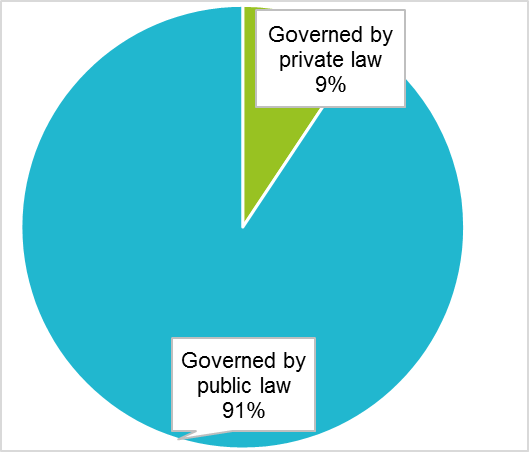 Governed by
private law
9%
Governed by
public law
91%